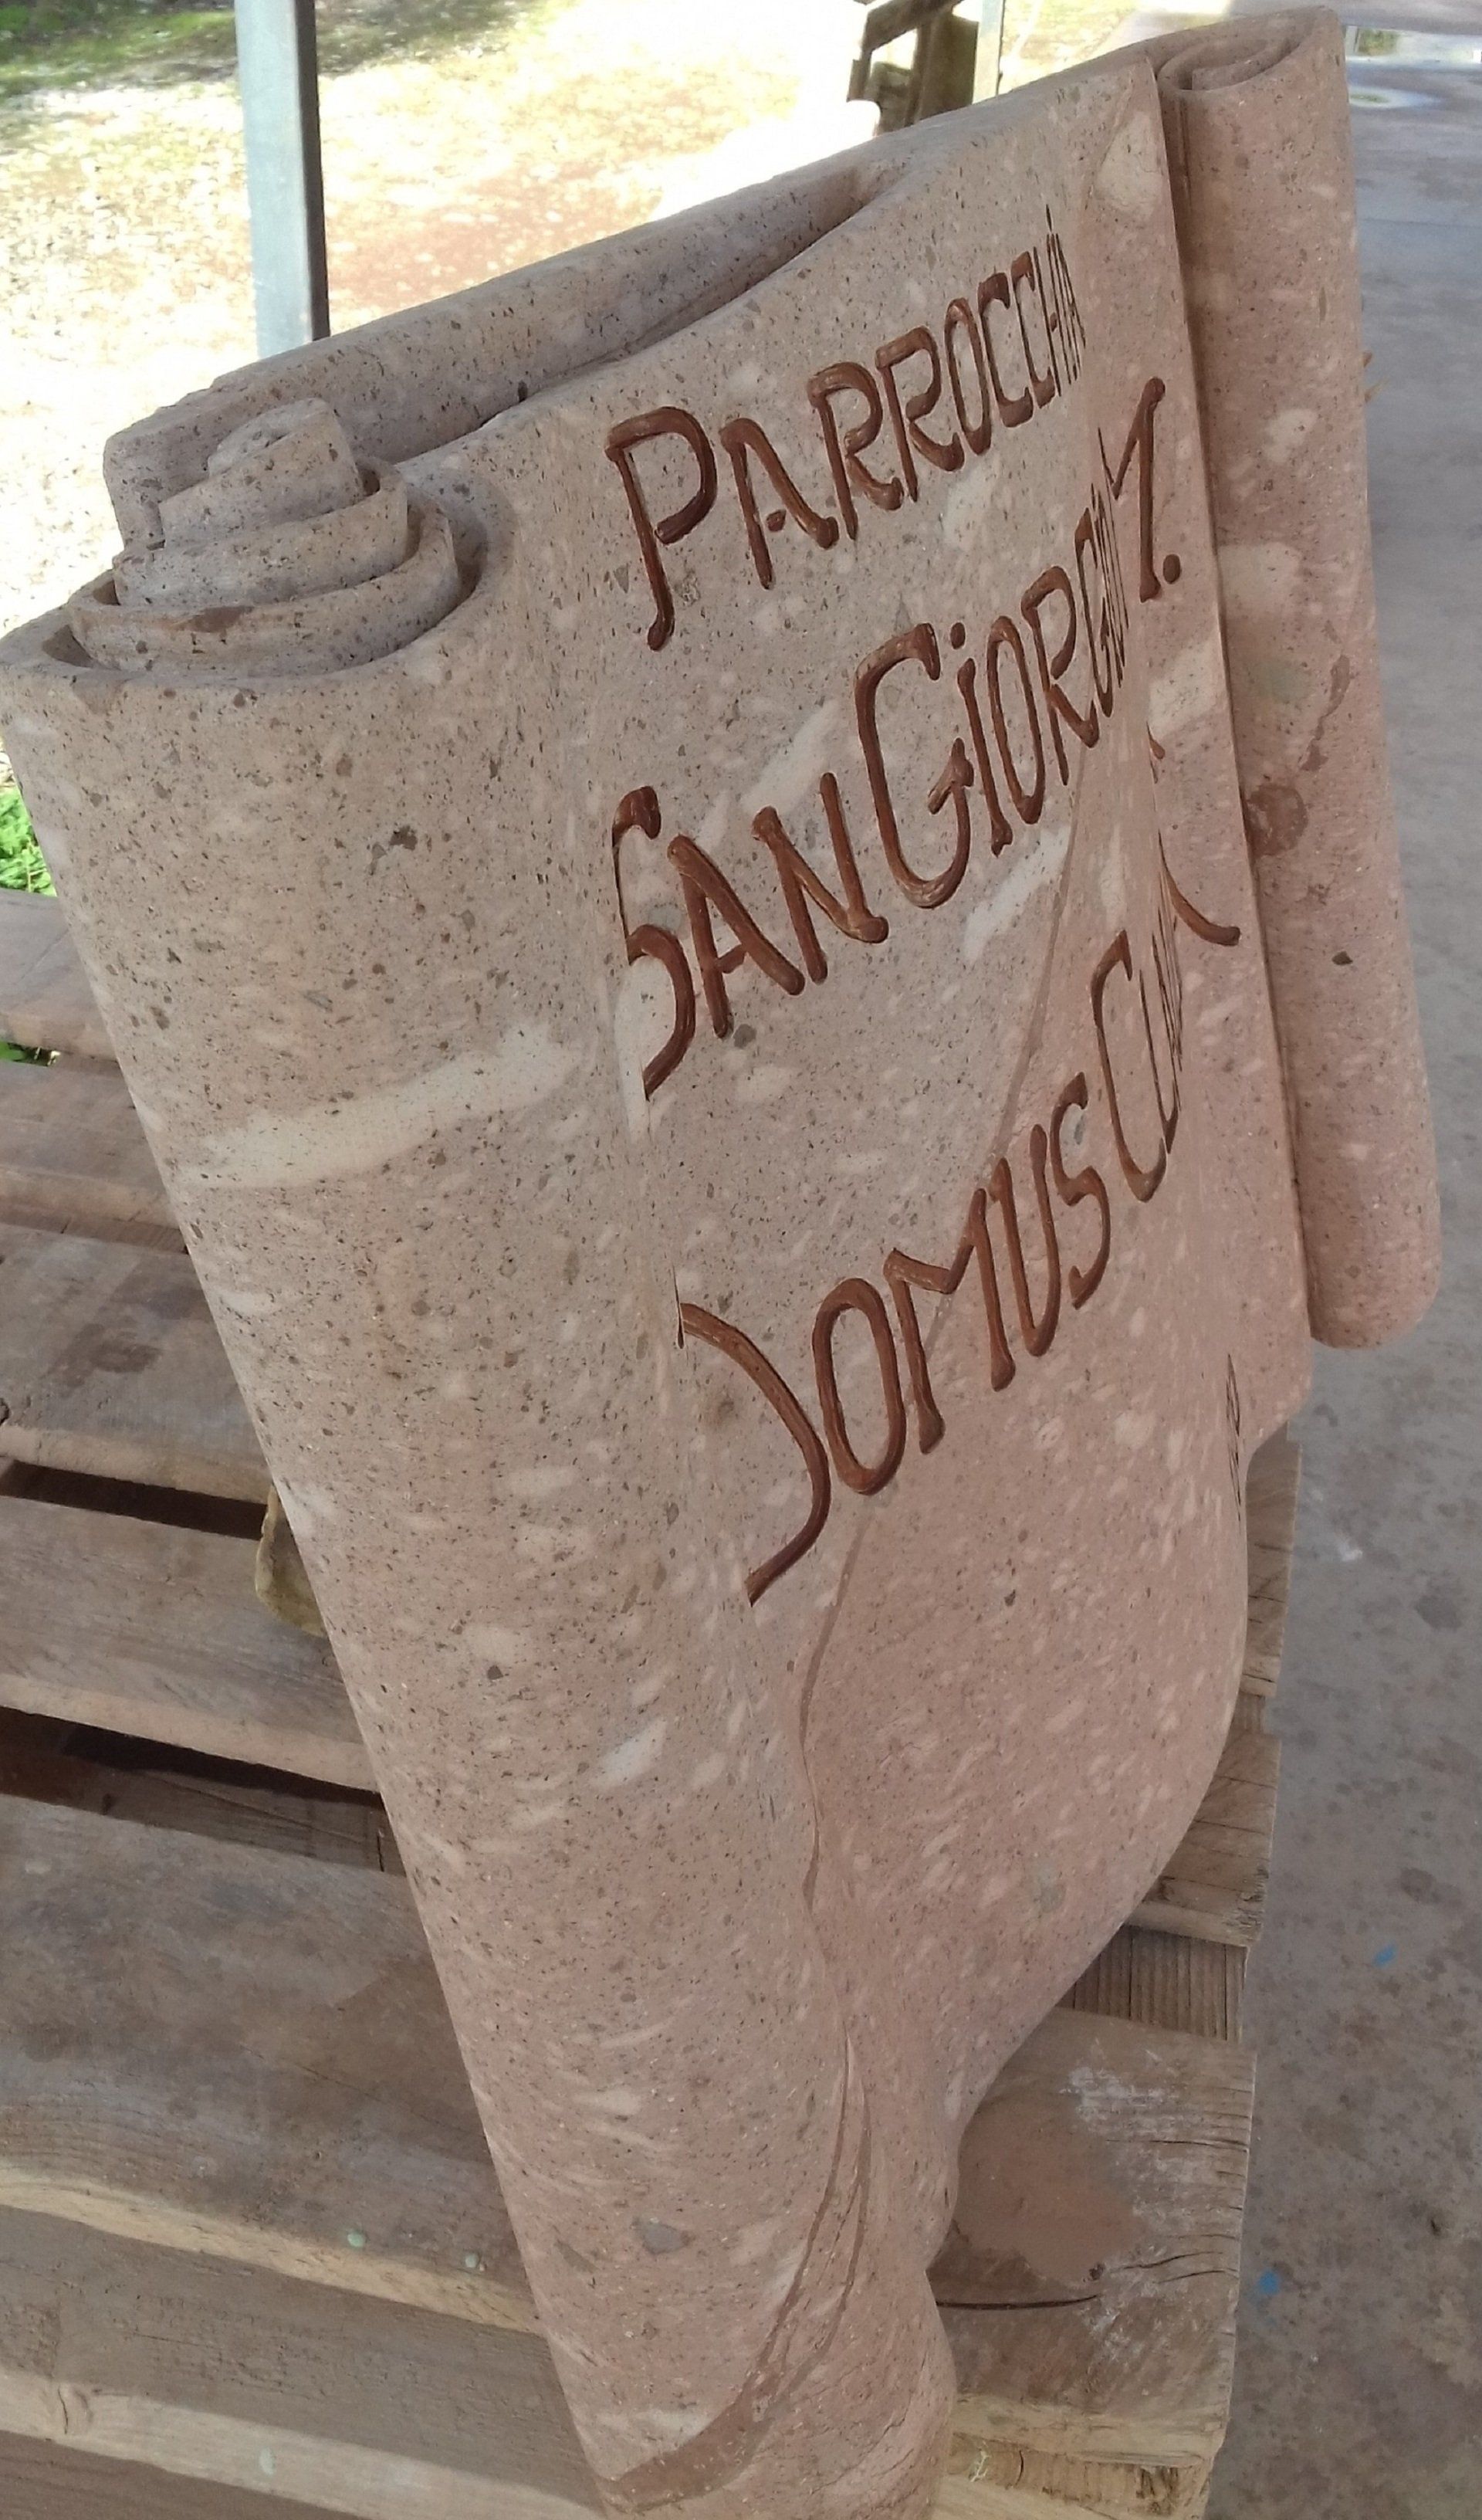 PARROCCHIA
SAN GIORGIO M.
DOMUS